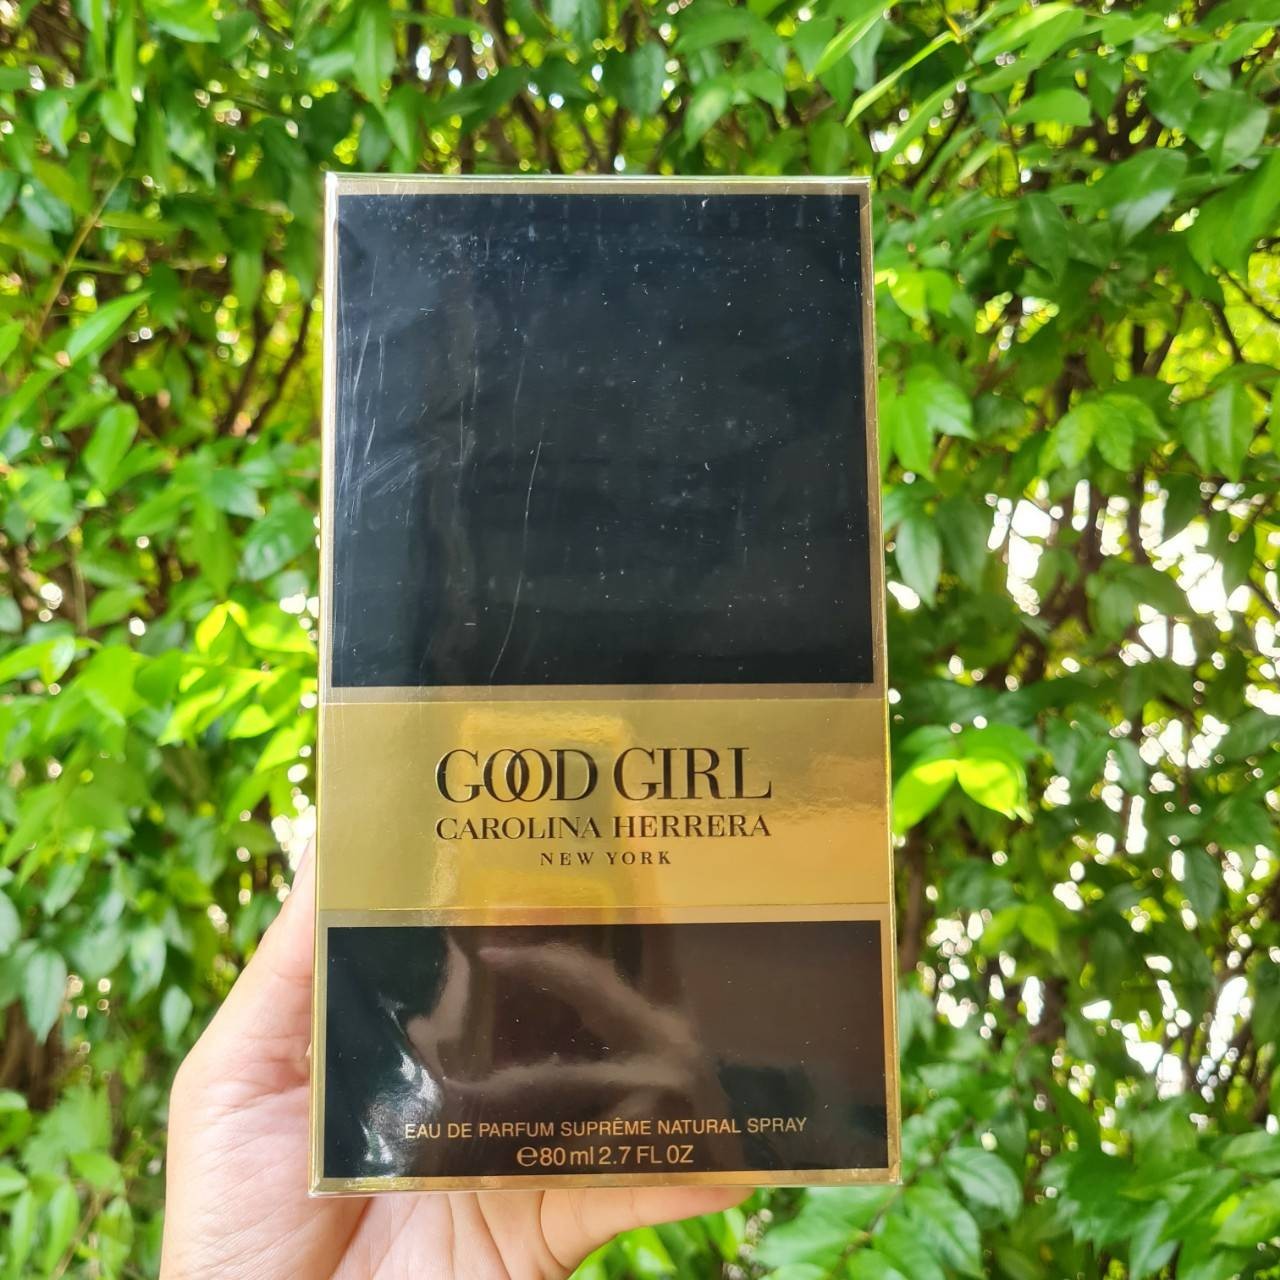 GOOD GIRL
CAROLINA HERRERA
NEW YORK
EAU DE PARFUM SUPRÊME NATURAL SPRAY
℮80 ml 2.7 FL OZ